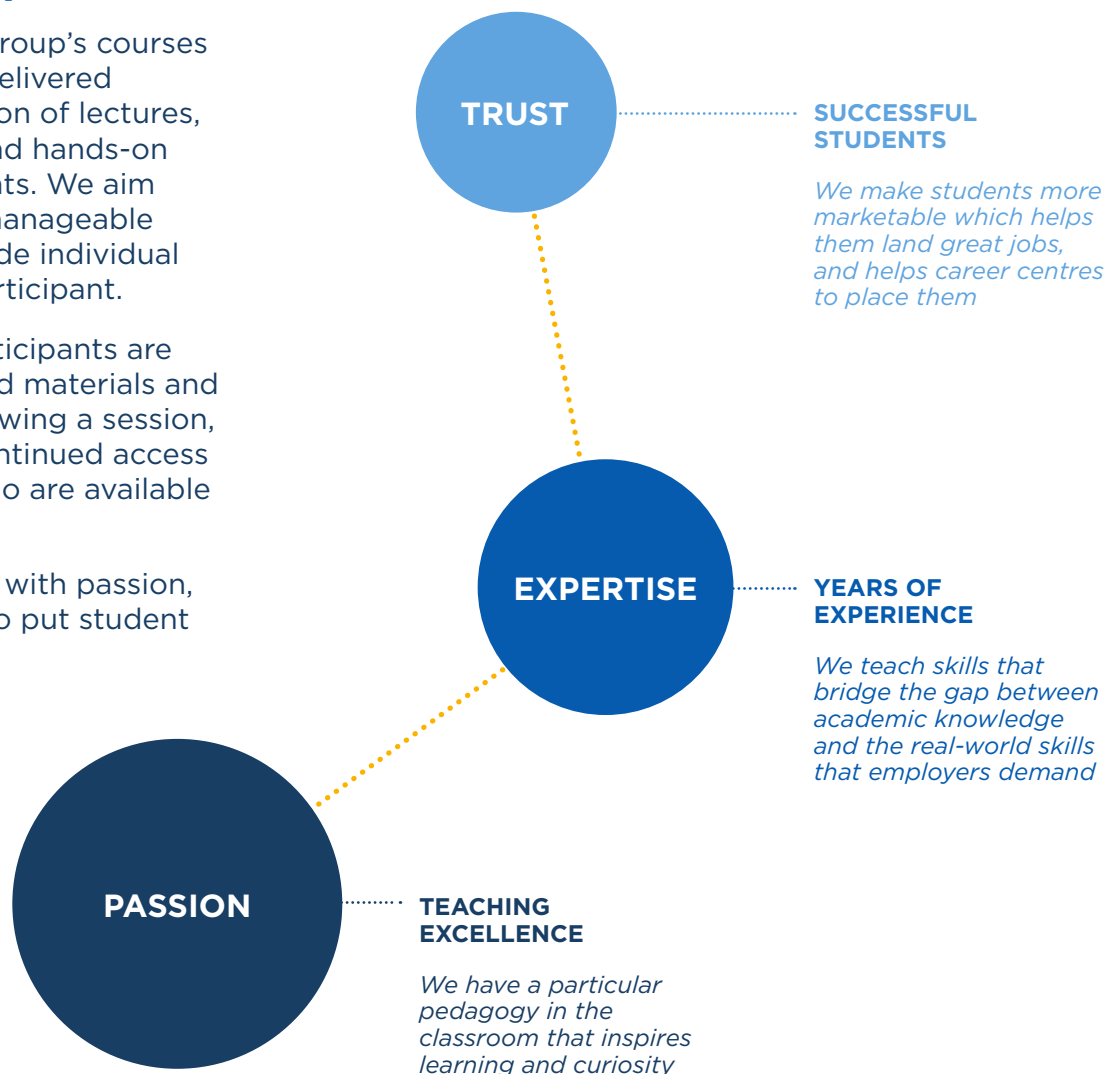 roup's courses
elivered
on of lectures,
nd hands-on
nts. We aim
manageable
de individual
rticipant.
ticipants are
d materials and
wing a session,
ntinued access
o are available
with passion,
o put student
TRUST
SUCCESSFUL
STUDENTS
We make students more
marketable which helps
them land great jobs,
and helps career centres
to place them
EXPERTISE
YEARS OF
EXPERIENCE
We teach skills that
bridge the gap between
academic knowledge
and the real-world skills
that employers demand
PASSION
TEACHING
EXCELLENCE
We have a particular
pedagogy in the
classroom that inspires
learning and curiosity